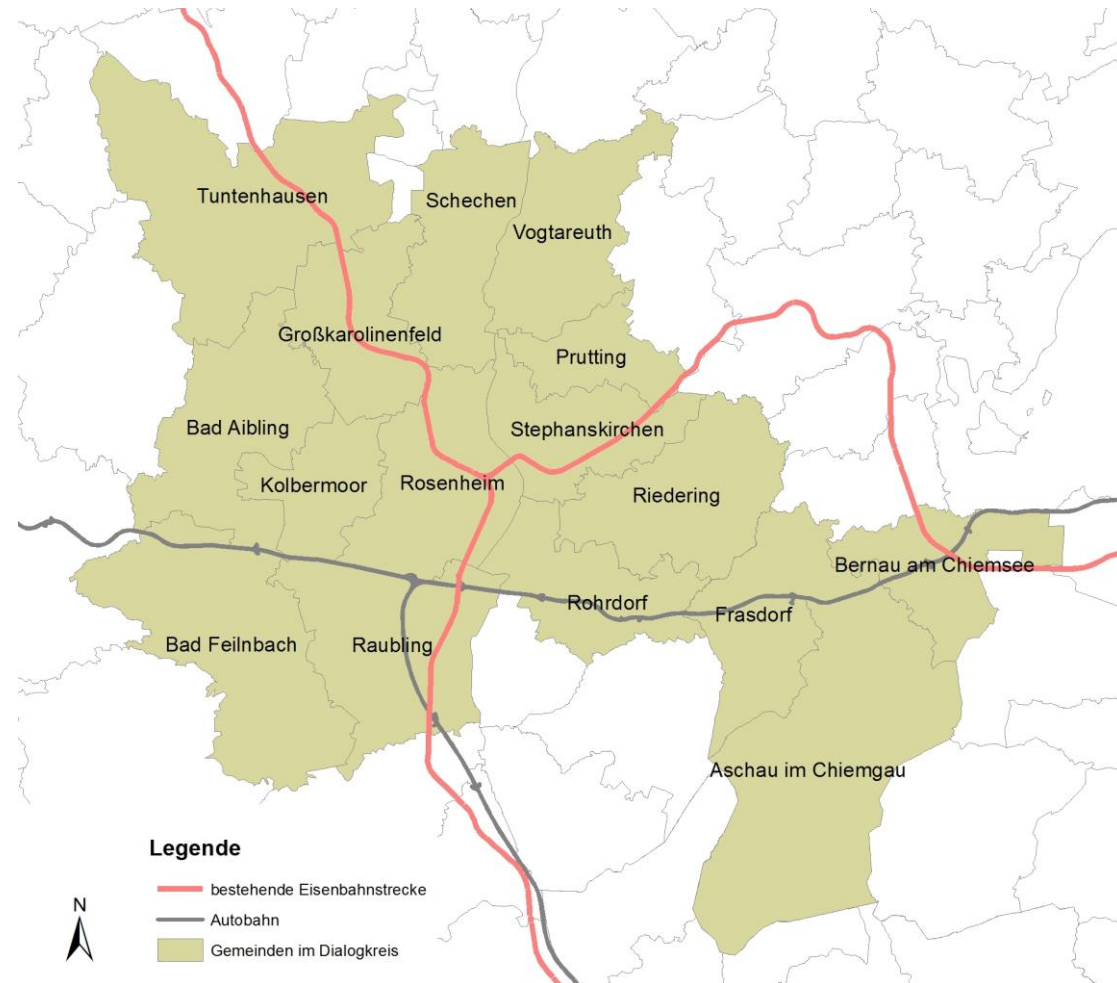 Tuntenhausen
Schechen
Vogtareuth
Großkarolinenfeld
Prutting
Bad Aibling
Stephanskirchen
Kolbermoor
Rosenheim
Riedering
Bernau am Chiemsee
Rohrdorf
Frasdorf
Bad Feilnbach
Raubling
Aschau im Chiemgau
Legende
bestehende Eisenbahnstrecke
N
Autobahn
Gemeinden im Dialogkreis